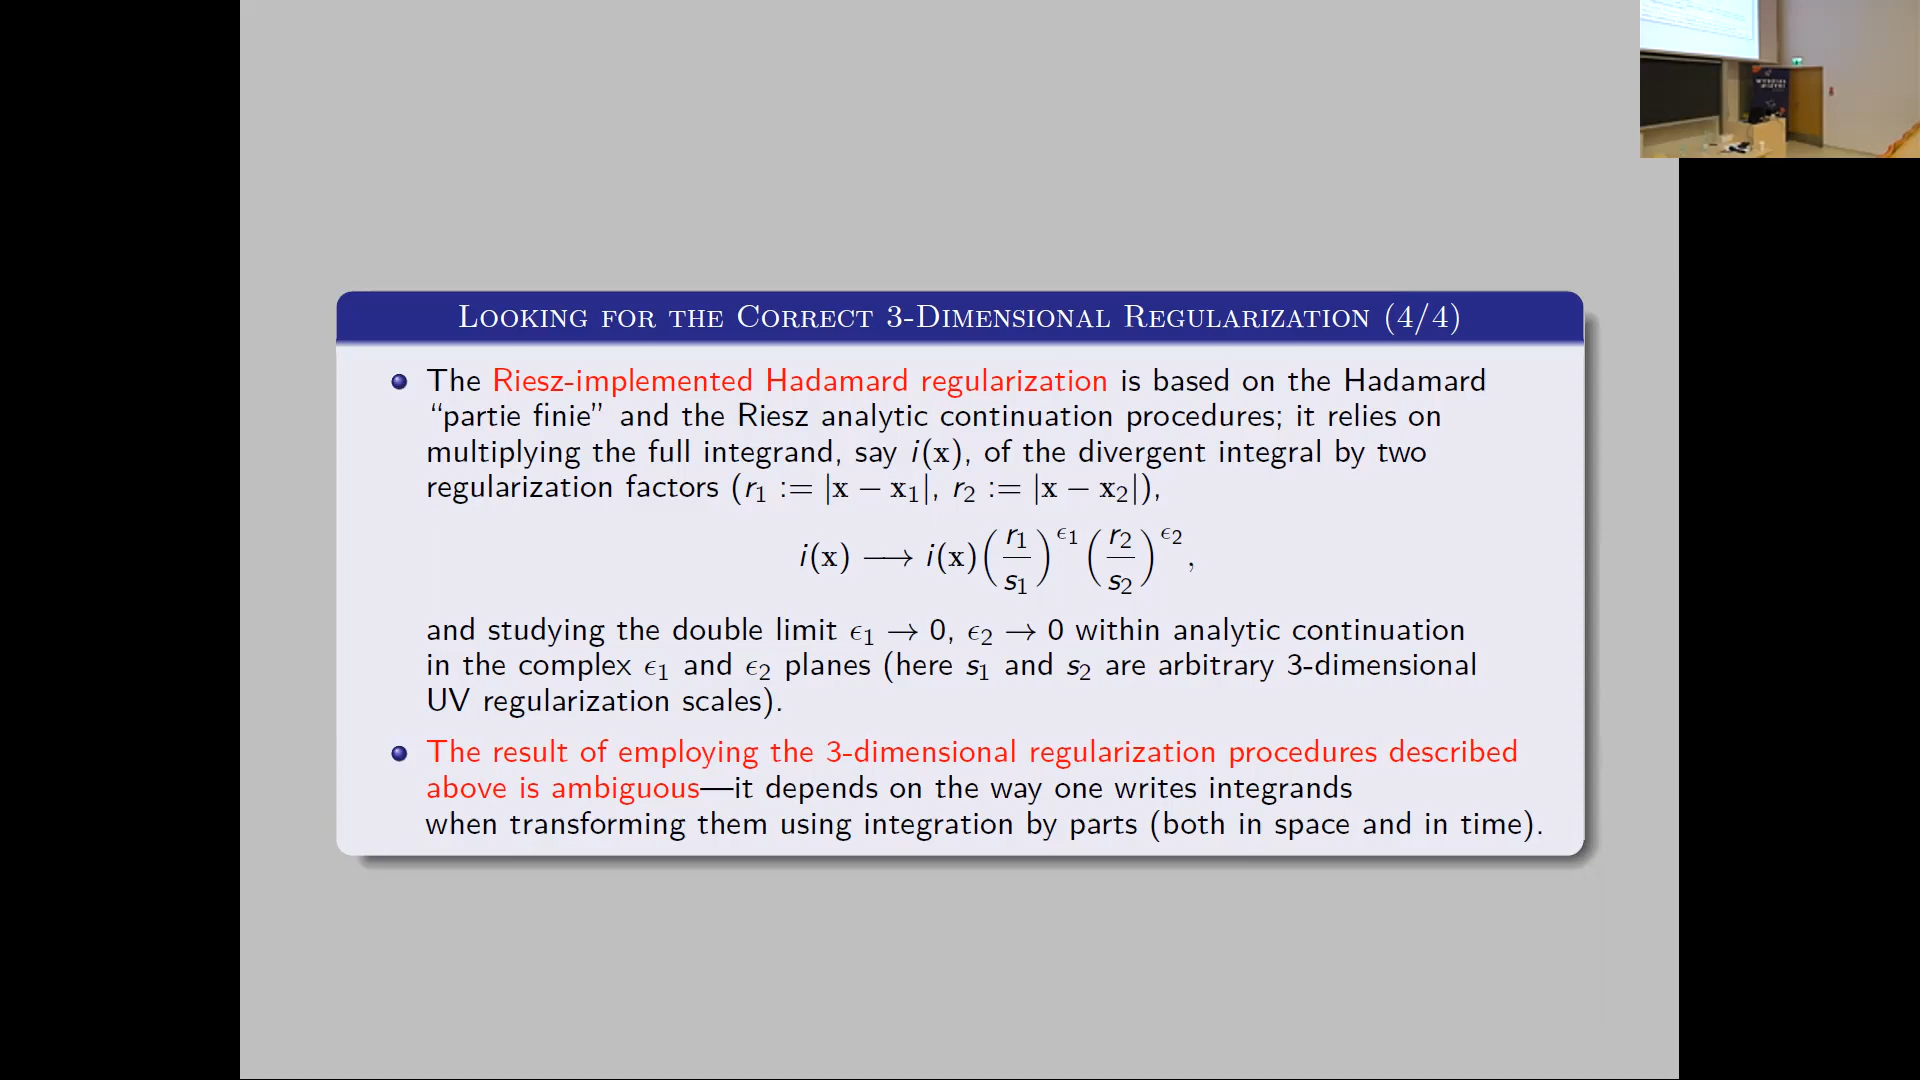 LOOKING FOR THE CORRECT 3-DIMENSIONAL REGULARIZATION (4/4)
The Riesz-implemented Hadamard regularization is based on the Hadamard
“partie finie” and the Riesz analytic continuation procedures; it relies on
multiplying the full integrand, say i(x), of the divergent integral by two
regularization factors (r₁ := |x − x₁|, r₂ := |x − x₂|),
i(x) ⟶ i(x)(r₁/s₁)^ϵ₁ (r₂/s₂)^ϵ₂,
and studying the double limit ϵ₁ → 0, ϵ₂ → 0 within analytic continuation
in the complex ϵ₁ and ϵ₂ planes (here s₁ and s₂ are arbitrary 3-dimensional
UV regularization scales).
The result of employing the 3-dimensional regularization procedures described
above is ambiguous—it depends on the way one writes integrands
when transforming them using integration by parts (both in space and in time).